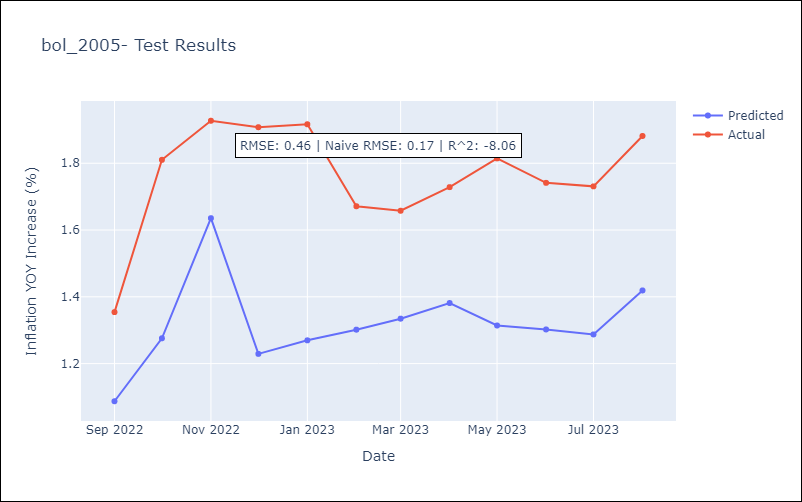 bol_2005- Test Results
Predicted
Actual
RMSE: 0.46 | Naive RMSE: 0.17 | R^2: -8.06
Inflation YOY Increase (%)
1.8
1.6
1.4
1.2
Sep 2022 Nov 2022 Jan 2023 Mar 2023 May 2023 Jul 2023
Date